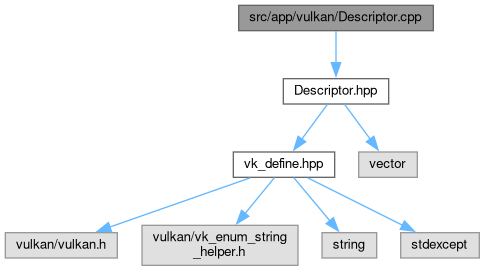 src/app/vulkan/Descriptor.cpp
Descriptor.hpp
vk_define.hpp
vector
vulkan/vulkan.h
vulkan/vk_enum_string
_helper.h
string
stdexcept